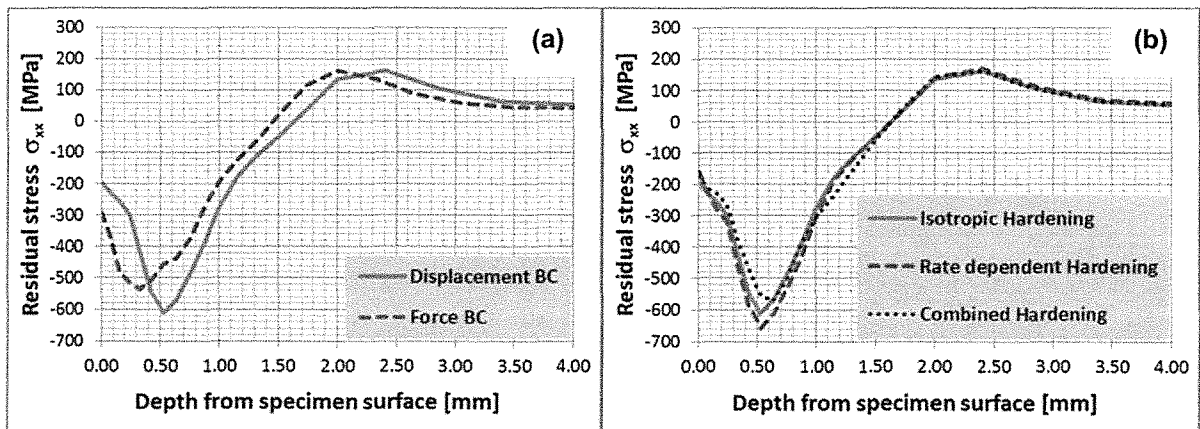 (a)
Residual stress σxx [MPa]
300
200
100
0
-100
-200
-300
-400
-500
-600
-700
Displacement BC
Force BC
0.00 0.50 1.00 1.50 2.00 2.50 3.00 3.50 4.00
Depth from specimen surface [mm]
(b)
Residual stress σxx [MPa]
300
200
100
0
-100
-200
-300
-400
-500
-600
-700
Isotropic Hardening
Rate dependent Hardening
Combined Hardening
0.00 0.50 1.00 1.50 2.00 2.50 3.00 3.50 4.00
Depth from specimen surface [mm]